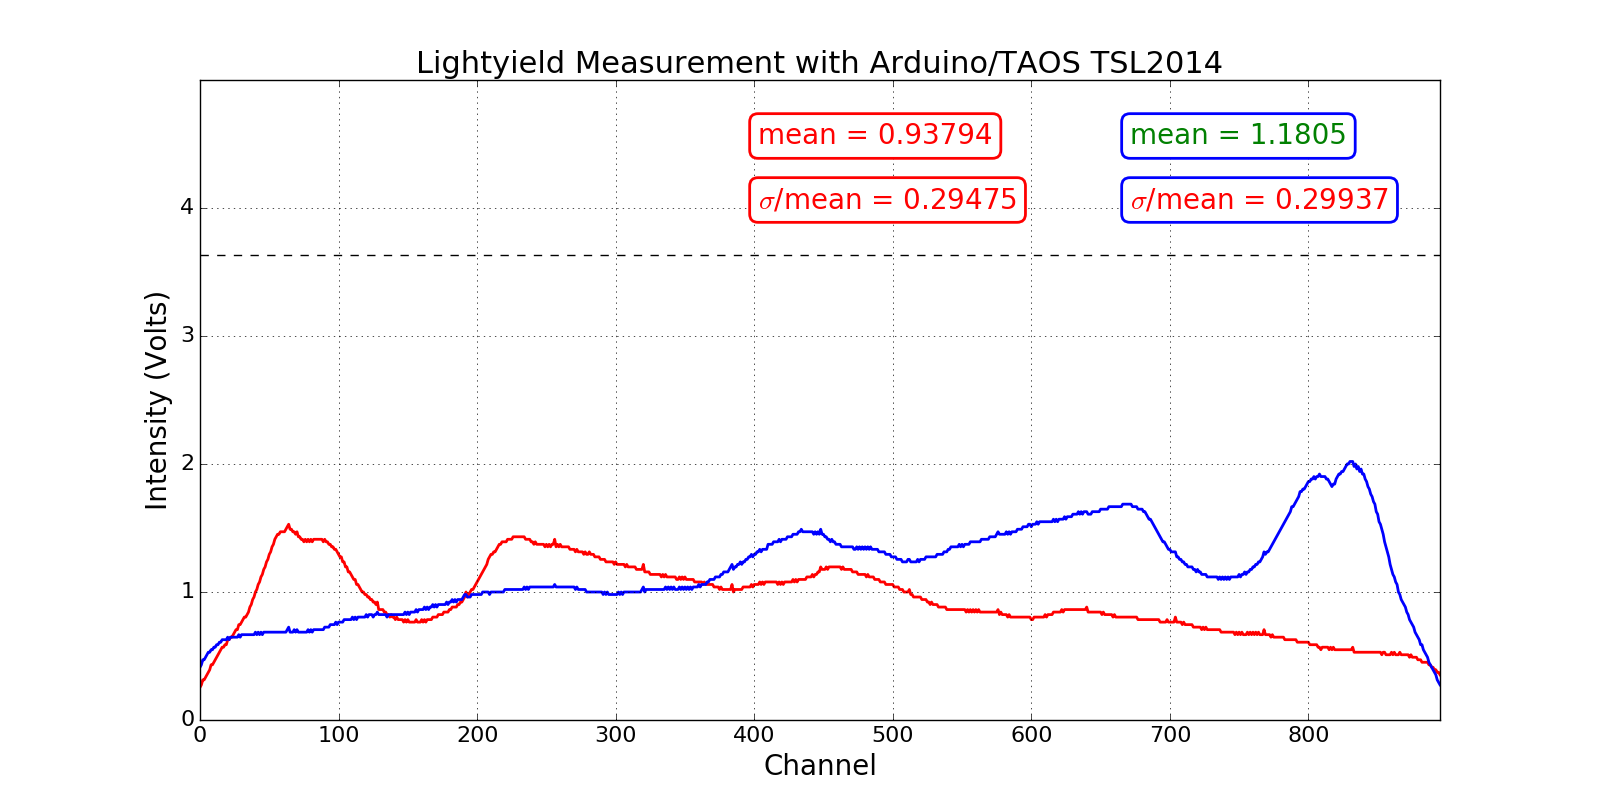 Lightyield Measurement with Arduino/TAOS TSL2014
mean = 0.93794
mean = 1.1805
σ/mean = 0.29475
σ/mean = 0.29937
Intensity (Volts)
4
3
2
1
0
0 100 200 300 400 500 600 700 800
Channel